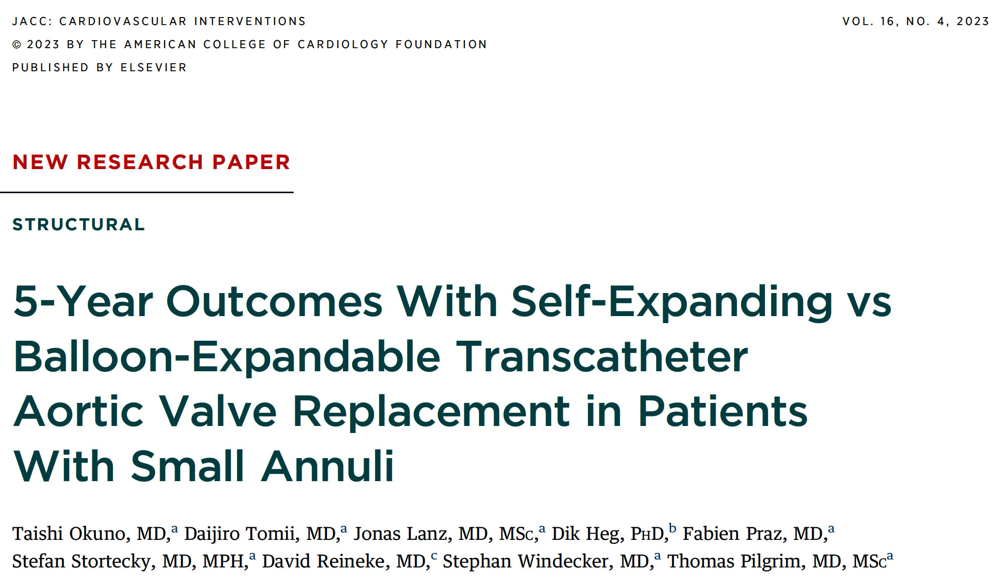 JACC: CARDIOVASCULAR INTERVENTIONS
VOL. 16, NO. 4, 2023
© 2023 BY THE AMERICAN COLLEGE OF CARDIOLOGY FOUNDATION
PUBLISHED BY ELSEVIER
NEW RESEARCH PAPER
STRUCTURAL
5-Year Outcomes With Self-Expanding vs
Balloon-Expandable Transcatheter
Aortic Valve Replacement in Patients
With Small Annuli
Taishi Okuno, MD,a Daijiro Tomii, MD,a Jonas Lanz, MD, MSc,a Dik Heg, PhD,b Fabien Praz, MD,a
Stefan Stortecky, MD, MPH,a David Reineke, MD,c Stephan Windecker, MD,a Thomas Pilgrim, MD, MSca